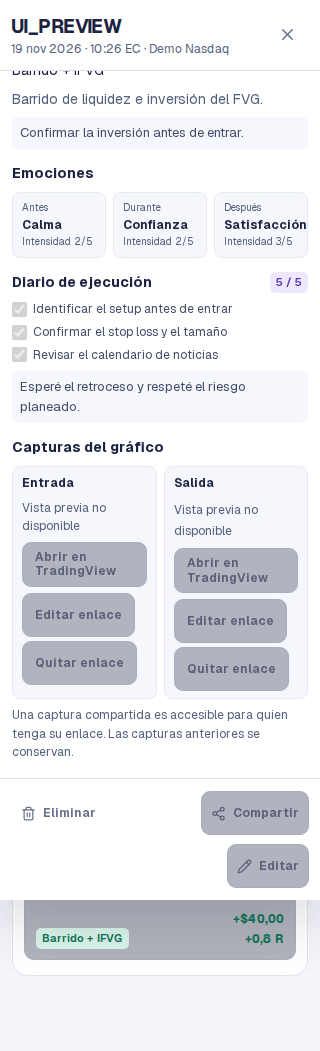 UI_PREVIEW
19 nov 2026 · 10:26 EC · Demo Nasdaq
Barrido + IFVG
Barrido de liquidez e inversión del FVG.
Confirmar la inversión antes de entrar.
Emociones
Antes
Calma
Intensidad 2/5
Durante
Confianza
Intensidad 2/5
Después
Satisfacción
Intensidad 3/5
Diario de ejecución
5 / 5
Identificar el setup antes de entrar
Confirmar el stop loss y el tamaño
Revisar el calendario de noticias
Esperé el retroceso y respeté el riesgo
planeado.
Capturas del gráfico
Entrada
Vista previa no
disponible
Abrir en
TradingView
Editar enlace
Quitar enlace
Salida
Vista previa no
disponible
Abrir en
TradingView
Editar enlace
Quitar enlace
Una captura compartida es accesible para quien
tenga su enlace. Las capturas anteriores se
conservan.
Eliminar
Compartir
Editar
+$40,00
Barrido + IFVG
+0,8 R